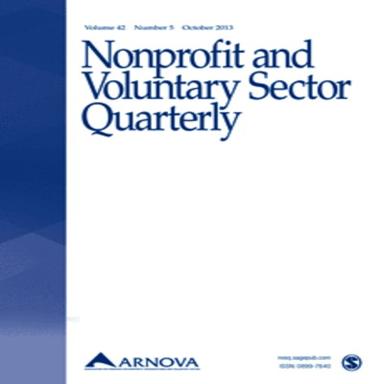 Volume 42 Number 5 October 2013
Nonprofit and
Voluntary Sector
Quarterly
ARNOVA
nvsq.sagepub.com
ISSN: 0899-7640